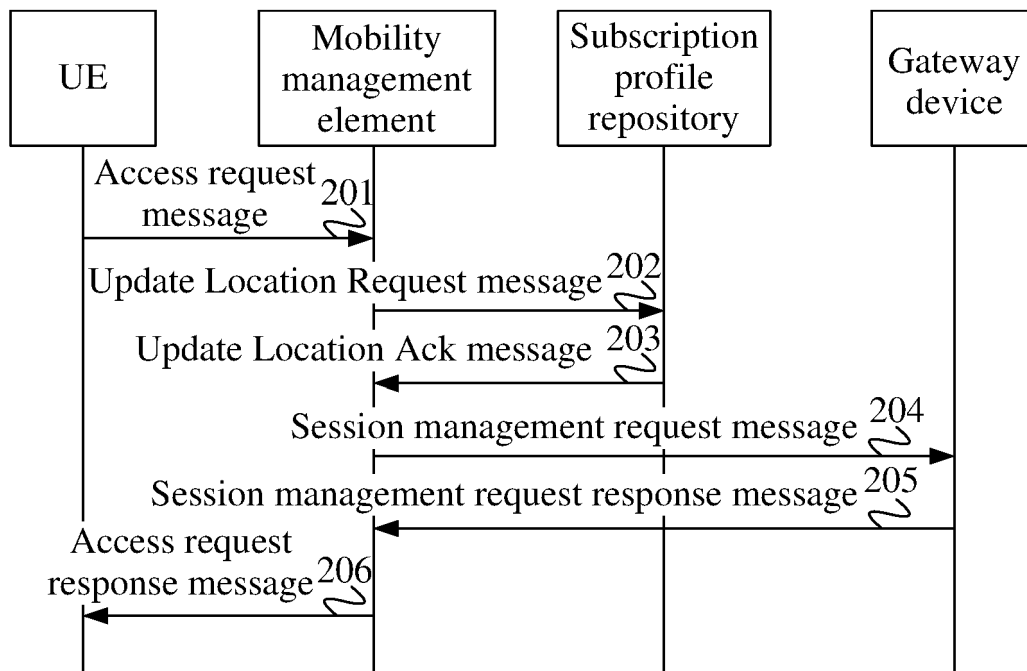 UE
Mobility
management
element
Subscription
profile
repository
Gateway
device
Access request
message
201
Update Location Request message 202
Update Location Ack message 203
Session management request message 204
Session management request response message 205
Access request
response message 206